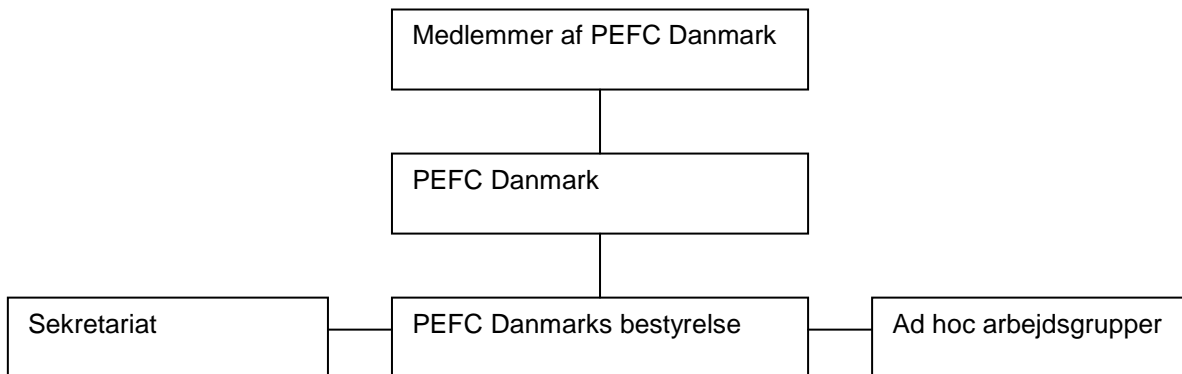 Medlemmer af PEFC Danmark
PEFC Danmark
Sekretariat
PEFC Danmarks bestyrelse
Ad hoc arbejdsgrupper